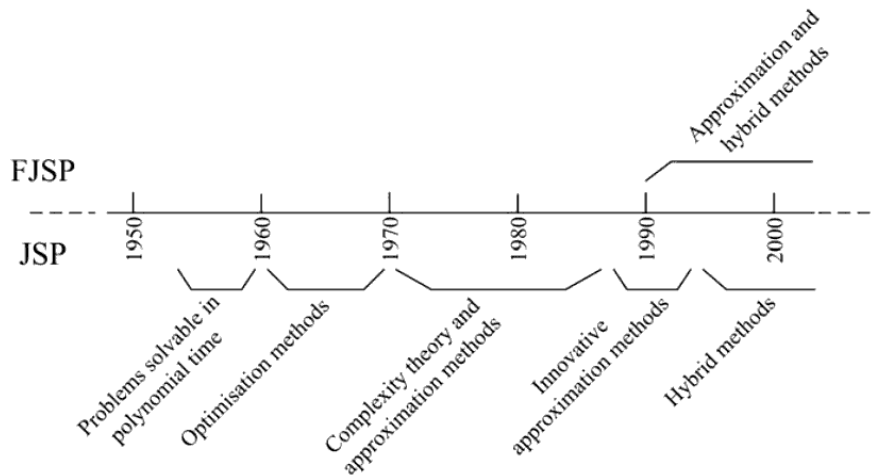 Approximation and
hybrid methods
FJSP
1950
1960
1970
1980
1990
2000
JSP
Problems solvable in
polynomial time
Optimisation methods
Complexity theory and
approximation methods
Innovative
approximation methods
Hybrid methods